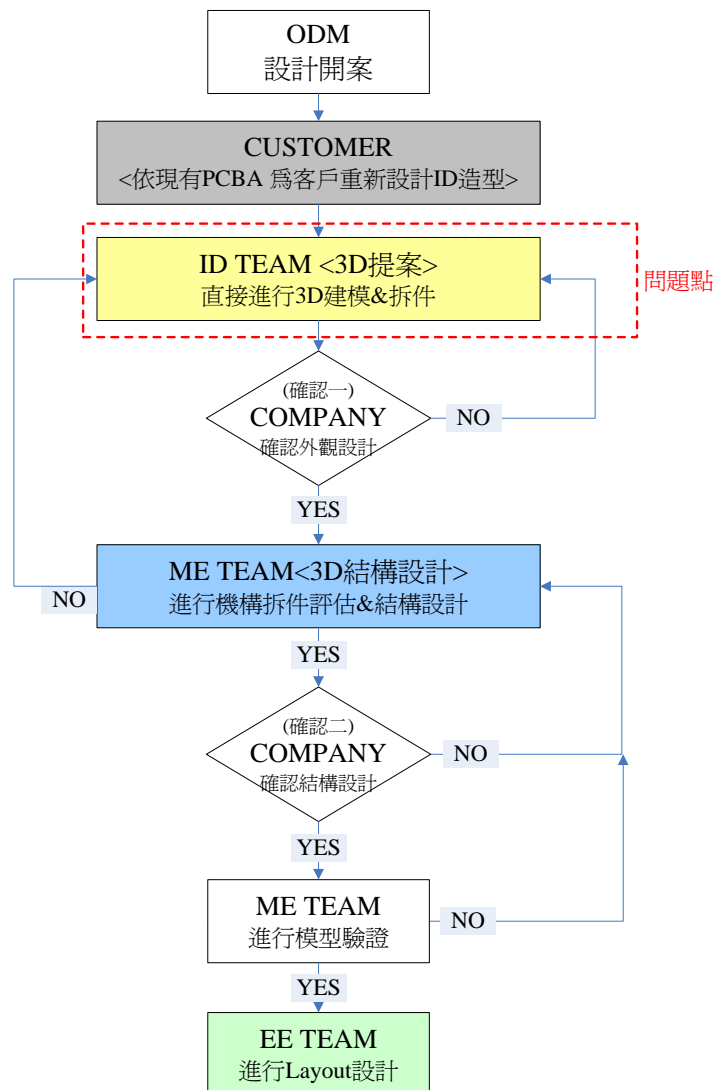 ODM
設計開案
CUSTOMER
<依現有PCBA 爲客戶重新設計ID造型>
ID TEAM <3D提案>
直接進行3D建模&拆件
問題點
(確認一)
COMPANY
確認外觀設計
NO
YES
ME TEAM<3D結構設計>
進行機構拆件評估&結構設計
NO
YES
(確認二)
COMPANY
確認結構設計
NO
YES
ME TEAM
進行模型驗證
NO
YES
EE TEAM
進行Layout設計